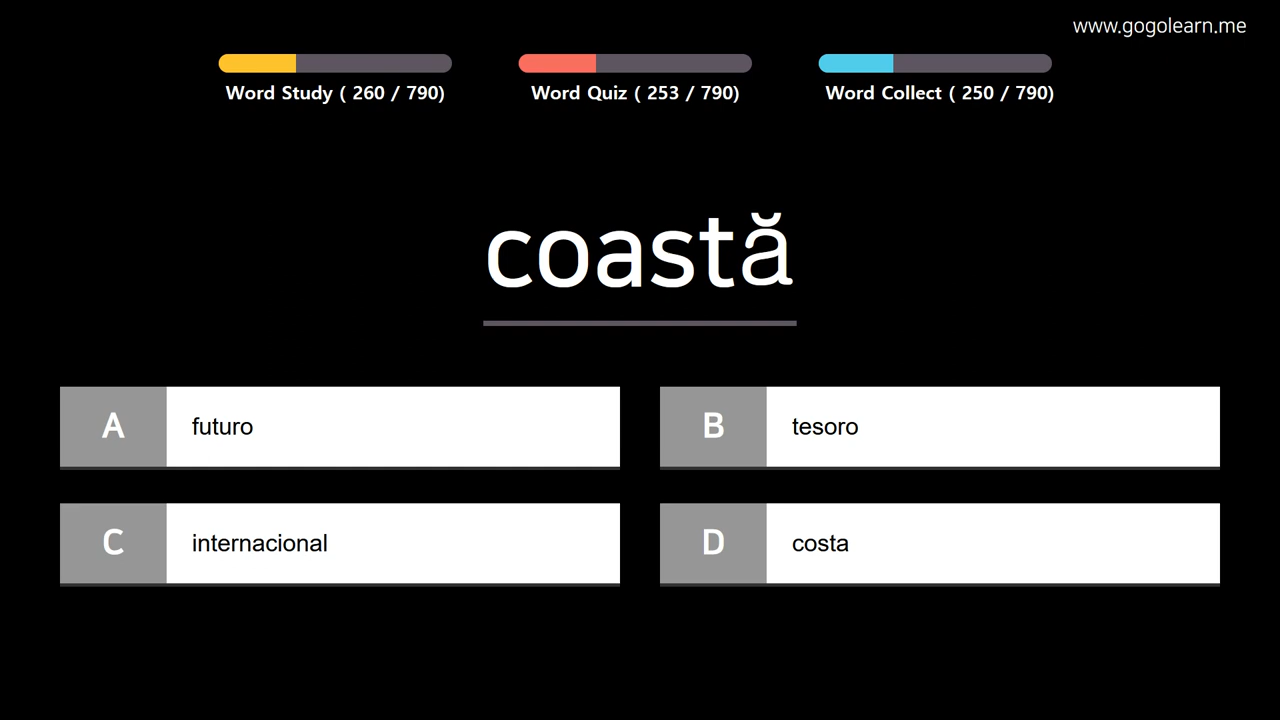 www.gogolearn.me
Word Study ( 260 / 790)
Word Quiz ( 253 / 790)
Word Collect ( 250 / 790)
coastă
A futuro
B tesoro
C internacional
D costa